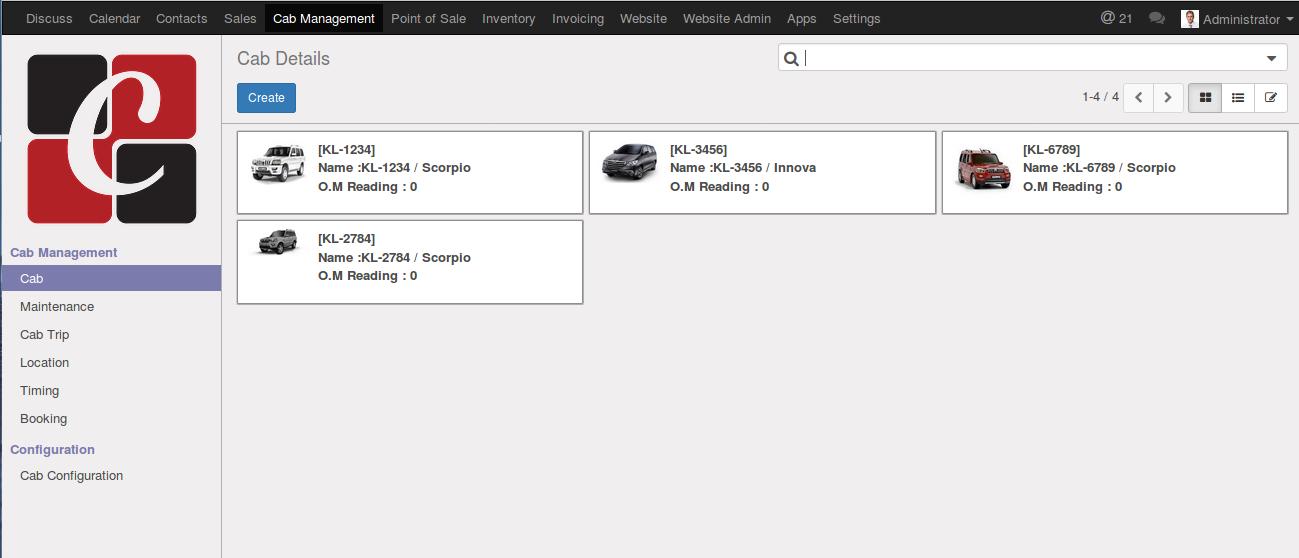 Discuss Calendar Contacts Sales Cab Management Point of Sale Inventory Invoicing Website Website Admin Apps Settings @ 21 Administrator
C
Cab Details
Create
1-4 / 4
[KL-1234]
Name :KL-1234 / Scorpio
O.M Reading : 0
[KL-3456]
Name :KL-3456 / Innova
O.M Reading : 0
[KL-6789]
Name :KL-6789 / Scorpio
O.M Reading : 0
[KL-2784]
Name :KL-2784 / Scorpio
O.M Reading : 0
Cab Management
Cab
Maintenance
Cab Trip
Location
Timing
Booking
Configuration
Cab Configuration